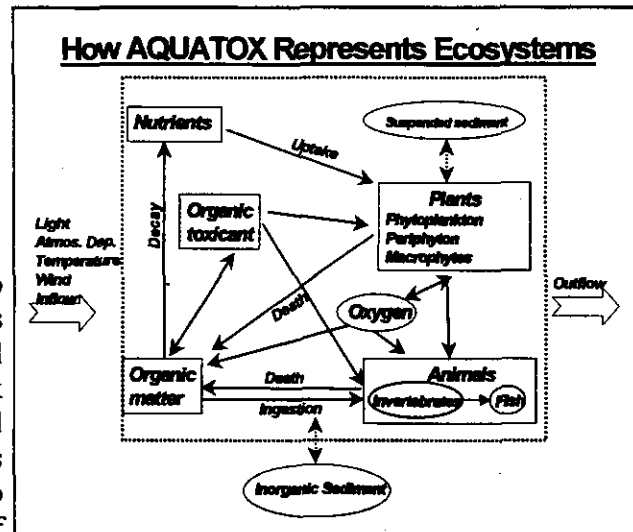 How AQUATOX Represents Ecosystems
Nutrients
Suspended sediment
Uptake
Plants
Phytoplankton
Periphyton
Macrophytes
Organic
toxicant
Decay
Light
Atmos. Dep.
Temperature
Wind
Inflow
Outflow
Death
Oxygen
Organic
matter
Death
Ingestion
Animals
Invertebrates
Fish
Inorganic Sediment